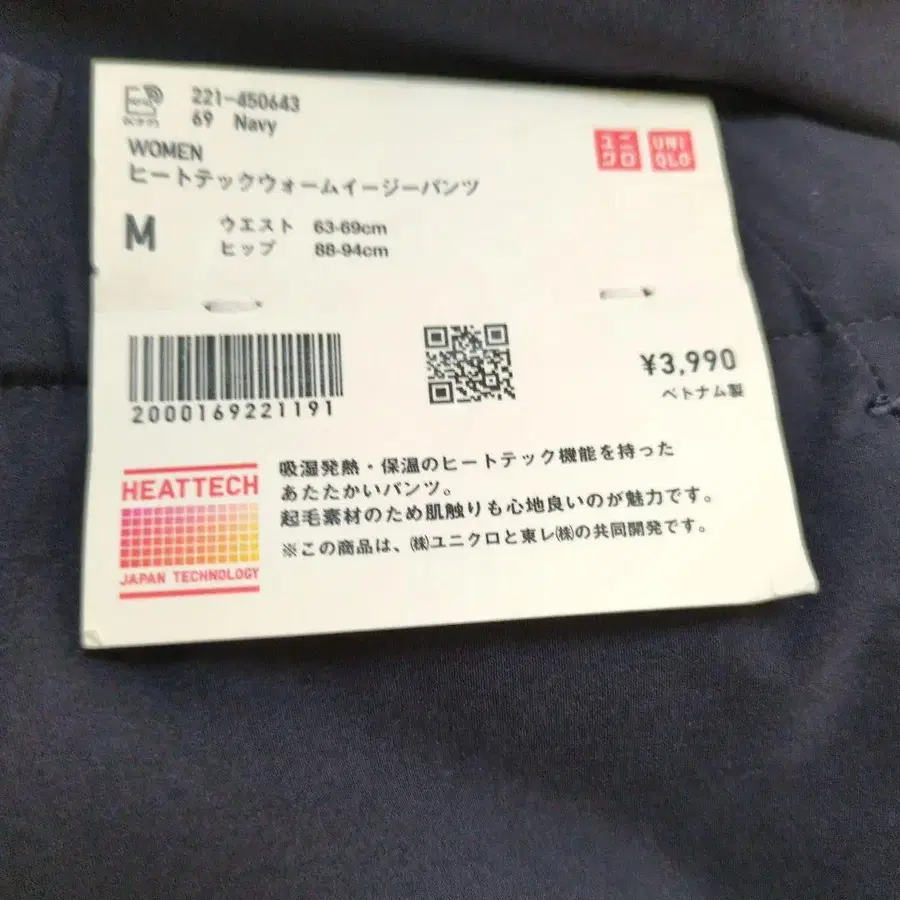 221-450643
69 Navy
WOMEN
ヒートテックウォームイージーパンツ
ユニクロ
UNIQLO
M
ウエスト 63-69cm
ヒップ 88-94cm
2000169221191
¥3,990
ベトナム製
HEATTECH
JAPAN TECHNOLOGY
吸湿発熱・保温のヒートテック機能を持った
あたたかいパンツ。
起毛素材のため肌触りも心地良いのが魅力です。
※この商品は、㈱ユニクロと東レ㈱の共同開発です。